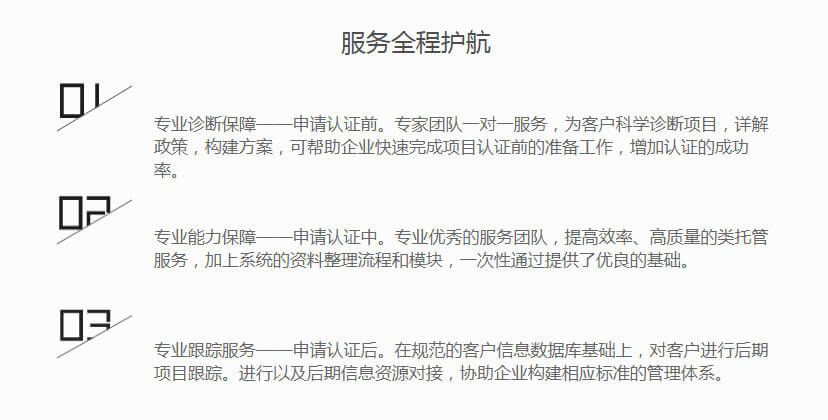 服务全程护航
01
专业诊断保障——申请认证前。专家团队一对一服务，为客户科学诊断项目，详解
政策，构建方案，可帮助企业快速完成项目认证前的准备工作，增加认证的成功
率。
02
专业能力保障——申请认证中。专业优秀的服务团队，提高效率、高质量的类托管
服务，加上系统的资料整理流程和模块，一次性通过提供了优良的基础。
03
专业跟踪服务——申请认证后。在规范的客户信息数据库基础上，对客户进行后期
项目跟踪。进行以及后期信息资源对接，协助企业构建相应标准的管理体系。